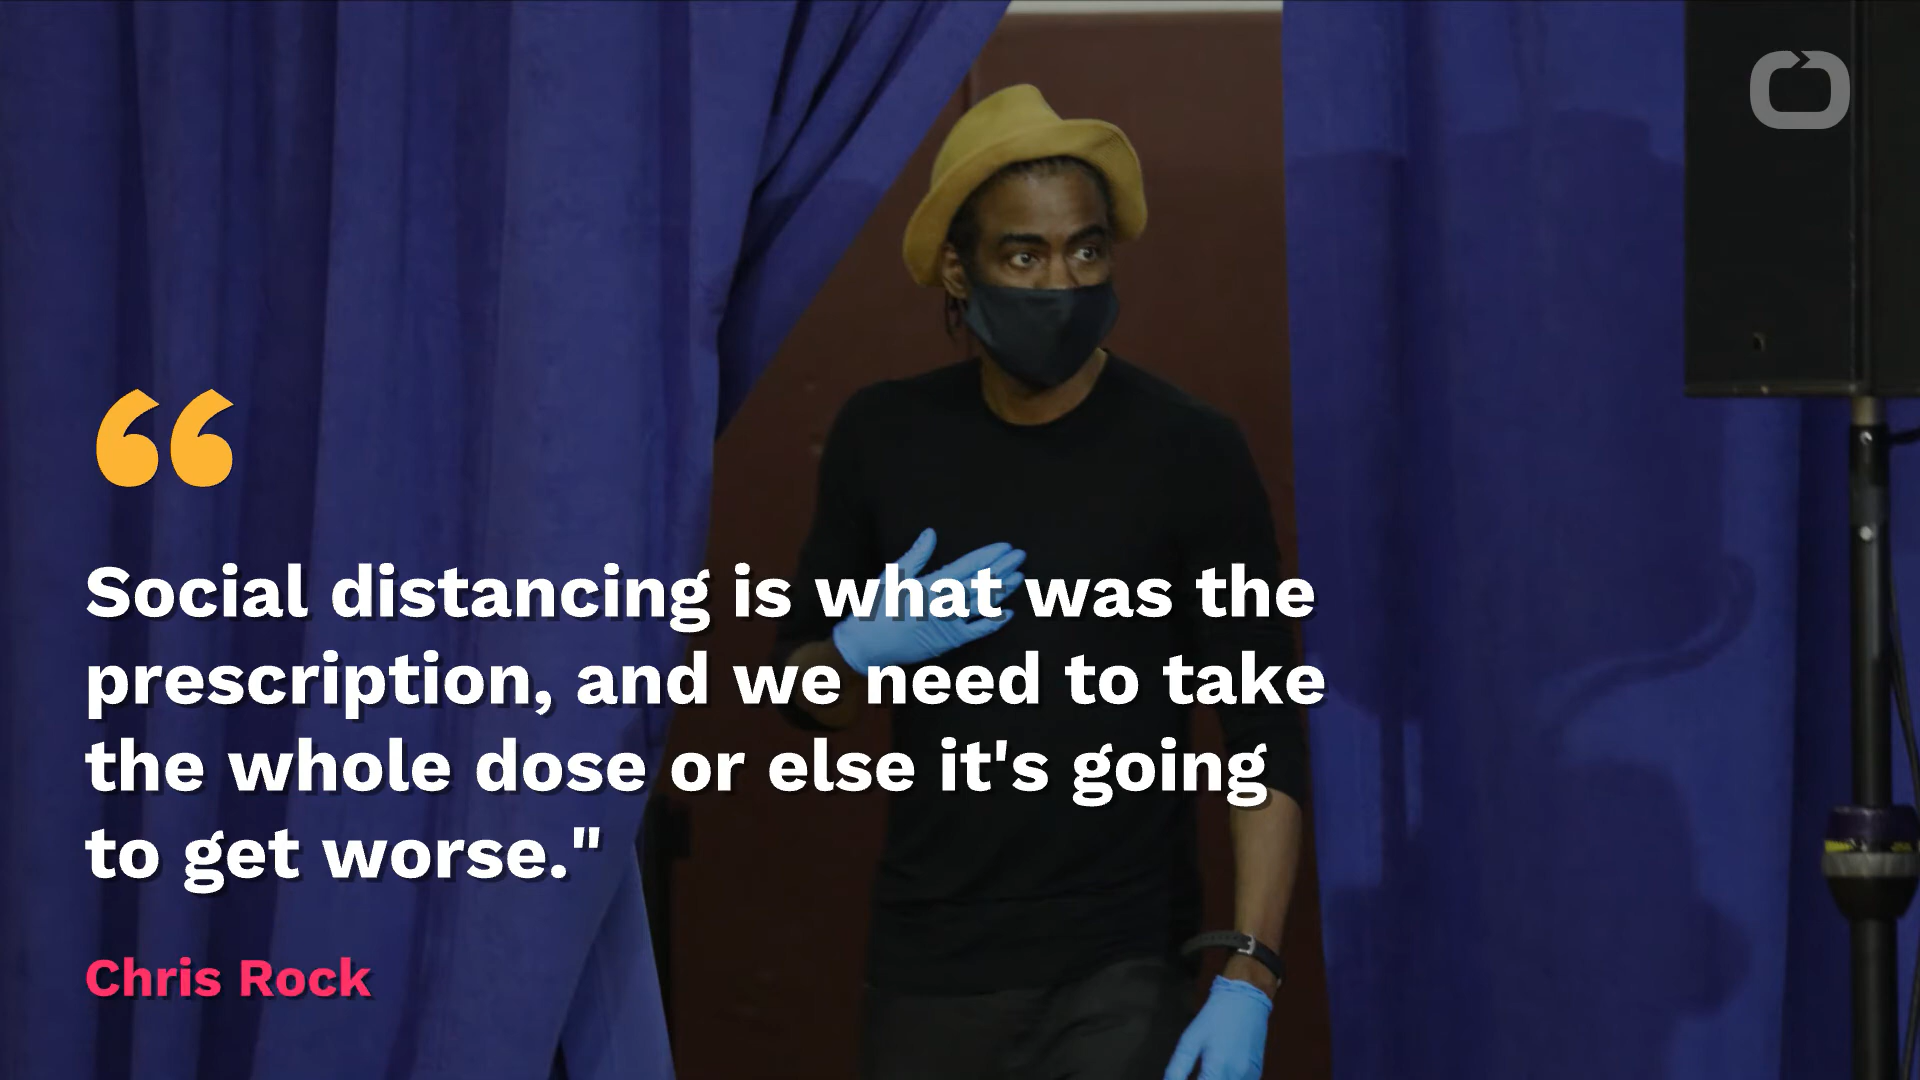 “
Social distancing is what was the
prescription, and we need to take
the whole dose or else it's going
to get worse."
Chris Rock